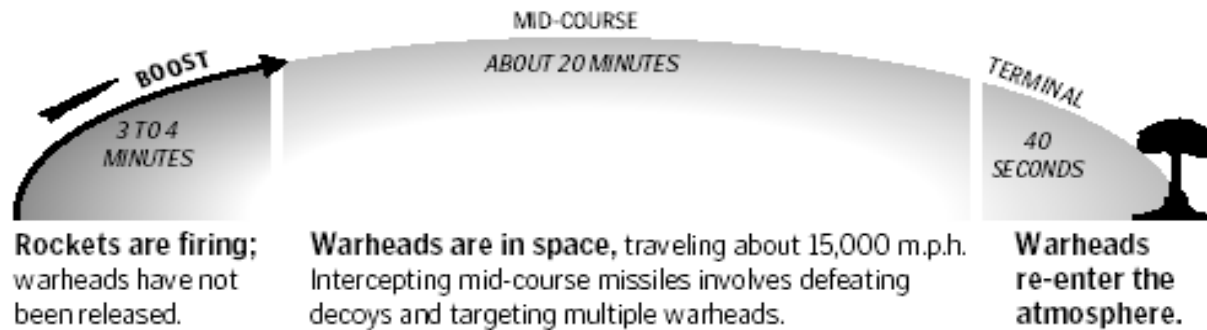 MID-COURSE
BOOST
ABOUT 20 MINUTES
TERMINAL
3 TO 4
MINUTES
40
SECONDS
Rockets are firing;
warheads have not
been released.
Warheads are in space, traveling about 15,000 m.p.h.
Intercepting mid-course missiles involves defeating
decoys and targeting multiple warheads.
Warheads
re-enter the
atmosphere.